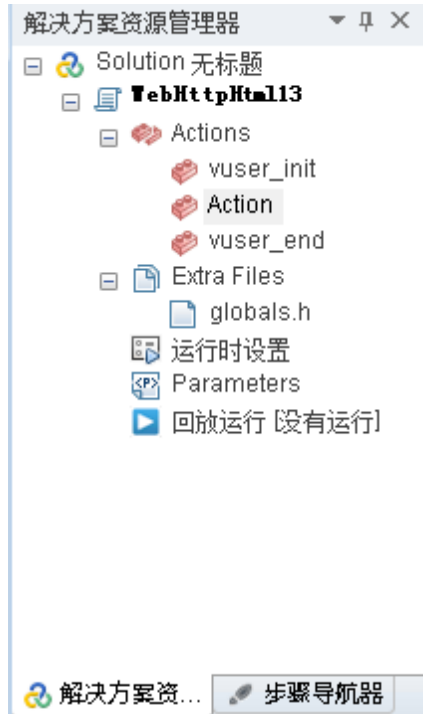 解决方案资源管理器
Solution 无标题
WebHttpHtml13
Actions
vuser_init
Action
vuser_end
Extra Files
globals.h
运行时设置
<P>
Parameters
回放运行 [没有运行]
解决方案资... 步骤导航器